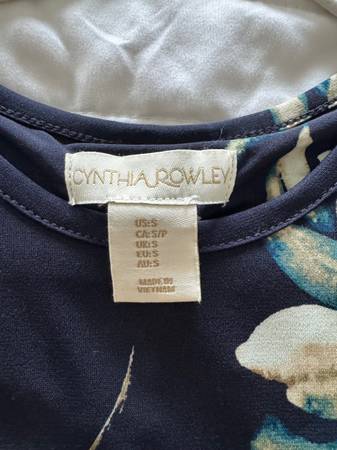 CYNTHIA ROWLEY
US:S
CA:S/P
UK:S
EU:S
AU:S
MADE IN
VIETNAM